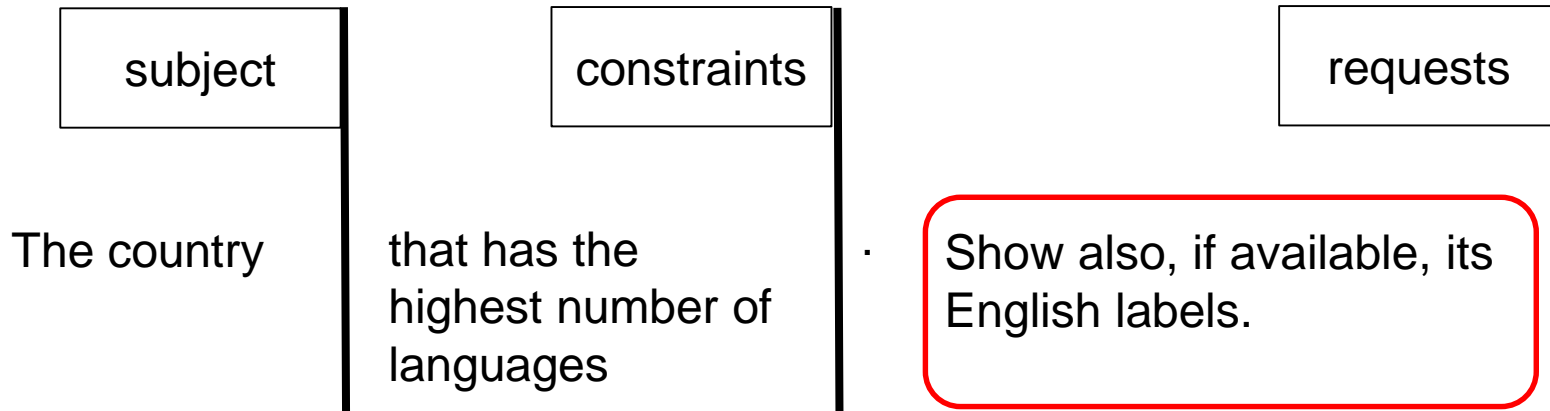 subject
constraints
requests
The country
that has the
highest number of
languages
.
Show also, if available, its
English labels.